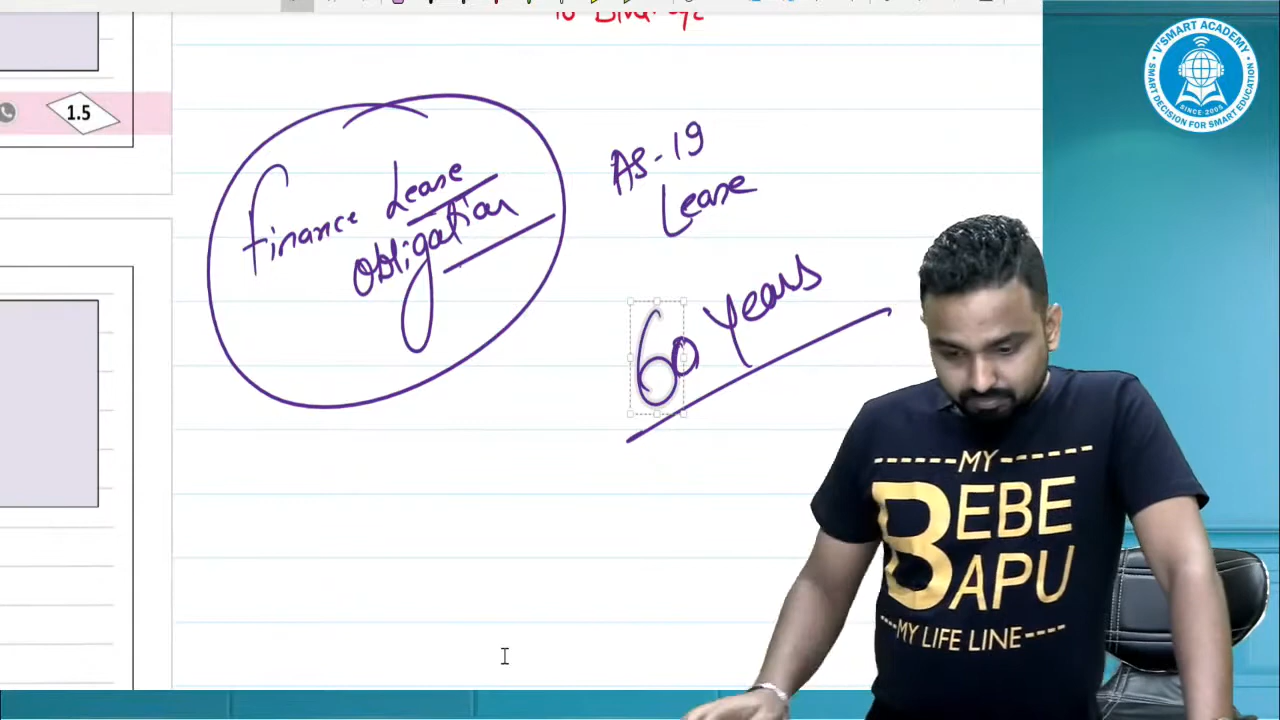 1.5
Finance Lease
Obligation
AS-19
Lease
60 years
V'SMART ACADEMY
SMART DECISION FOR SMART EDUCATION
SINCE-2005
------MY------
BEBE
BAPU
---MY LIFE LINE----